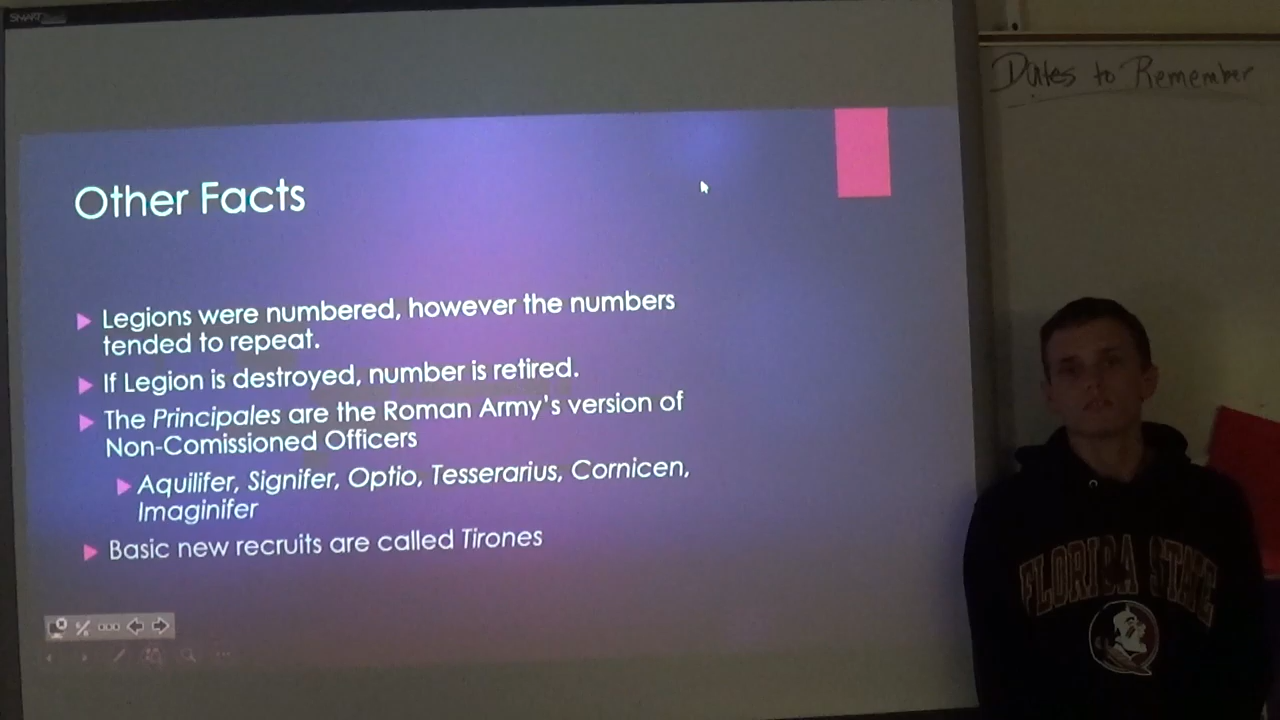 SMART
Dates to Remember
Other Facts
Legions were numbered, however the numbers
tended to repeat.
If Legion is destroyed, number is retired.
The Principales are the Roman Army's version of
Non-Comissioned Officers
Aquilifer, Signifer, Optio, Tesserarius, Cornicen,
Imaginifer
Basic new recruits are called Tirones
FLORIDA STATE